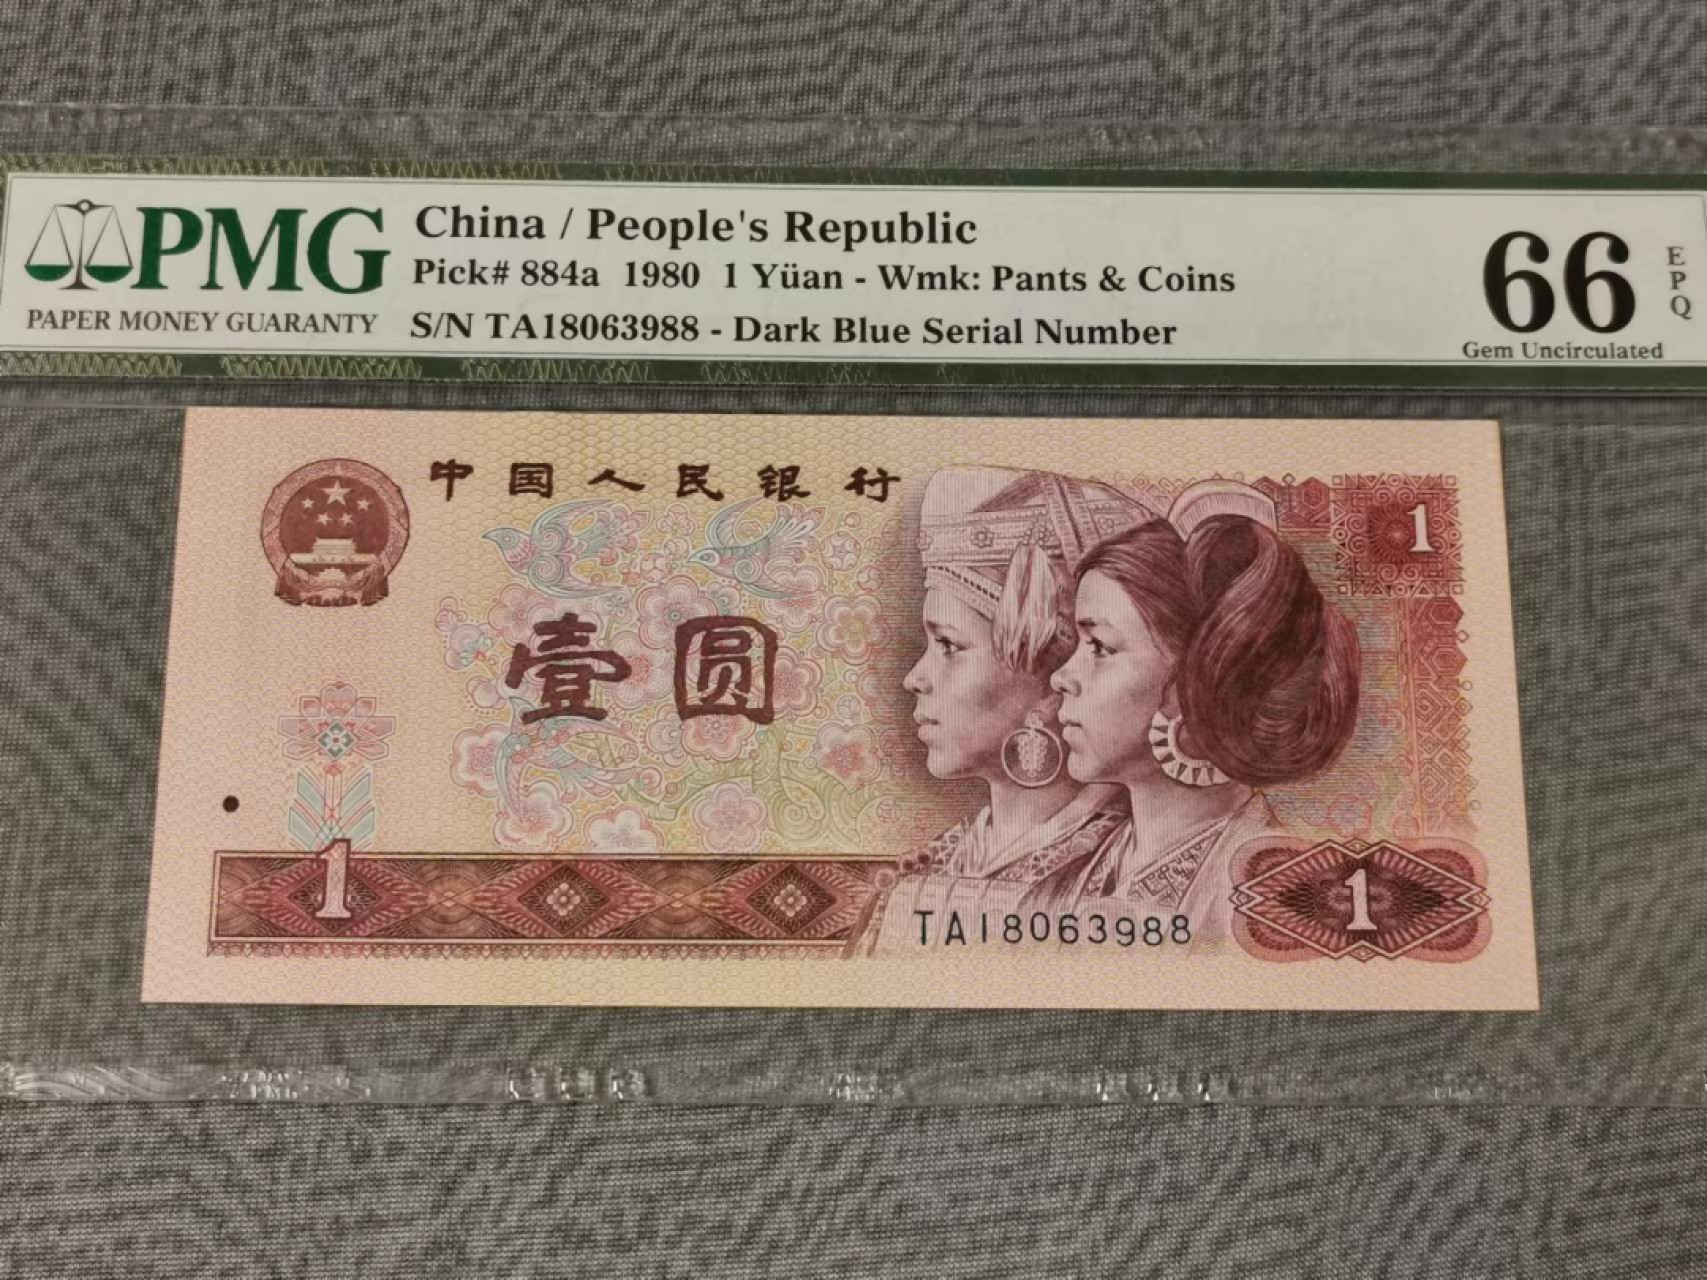 PMG
PAPER MONEY GUARANTY
China / People's Republic
Pick# 884a 1980 1 Yüan - Wmk: Pants & Coins
S/N TA18063988 - Dark Blue Serial Number
66
EPQ
Gem Uncirculated
中国人民银行
1
壹圆
1
TA18063988
1